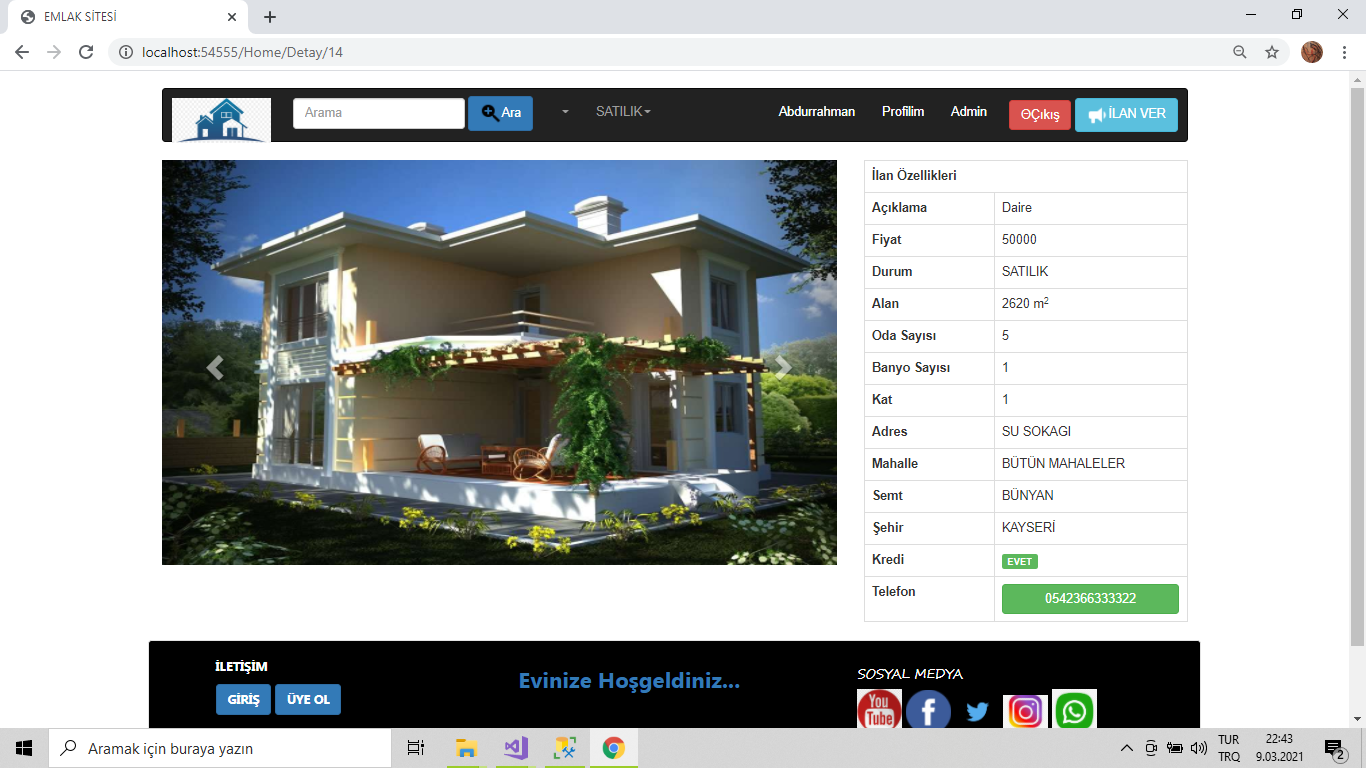 EMLAK SİTESİ
localhost:54555/Home/Detay/14
Arama
Ara
SATILIK
Abdurrahman
Profilim
Admin
Çıkış
İLAN VER
İlan Özellikleri
Açıklama Daire
Fiyat 50000
Durum SATILIK
Alan 2620 m²
Oda Sayısı 5
Banyo Sayısı 1
Kat 1
Adres SU SOKAGI
Mahalle BÜTÜN MAHALELER
Semt BÜNYAN
Şehir KAYSERİ
Kredi EVET
Telefon 0542366333322
İLETİŞİM
GİRİŞ
ÜYE OL
Evinize Hoşgeldiniz...
SOSYAL MEDYA
You
Tube
Aramak için buraya yazın
TUR
TRQ
22:43
9.03.2021
2